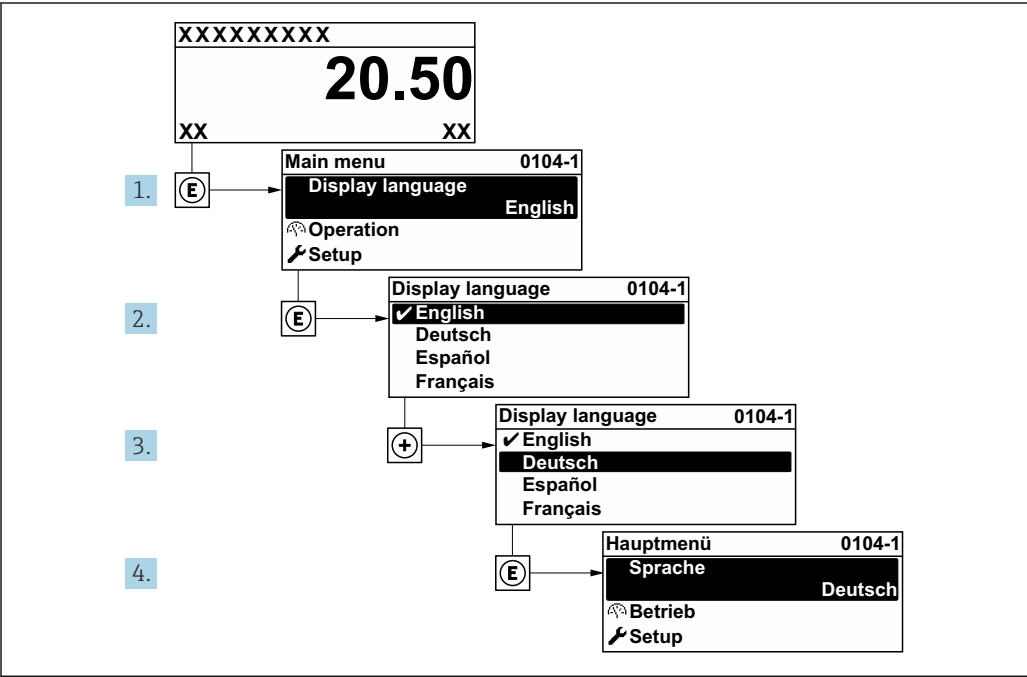 XXXXXXXXX
20.50
XX XX
1. E
Main menu 0104-1
Display language
English
Operation
Setup
2. E
Display language 0104-1
✔ English
Deutsch
Español
Français
3. +
Display language 0104-1
✔ English
Deutsch
Español
Français
4. E
Hauptmenü 0104-1
Sprache
Deutsch
Betrieb
Setup